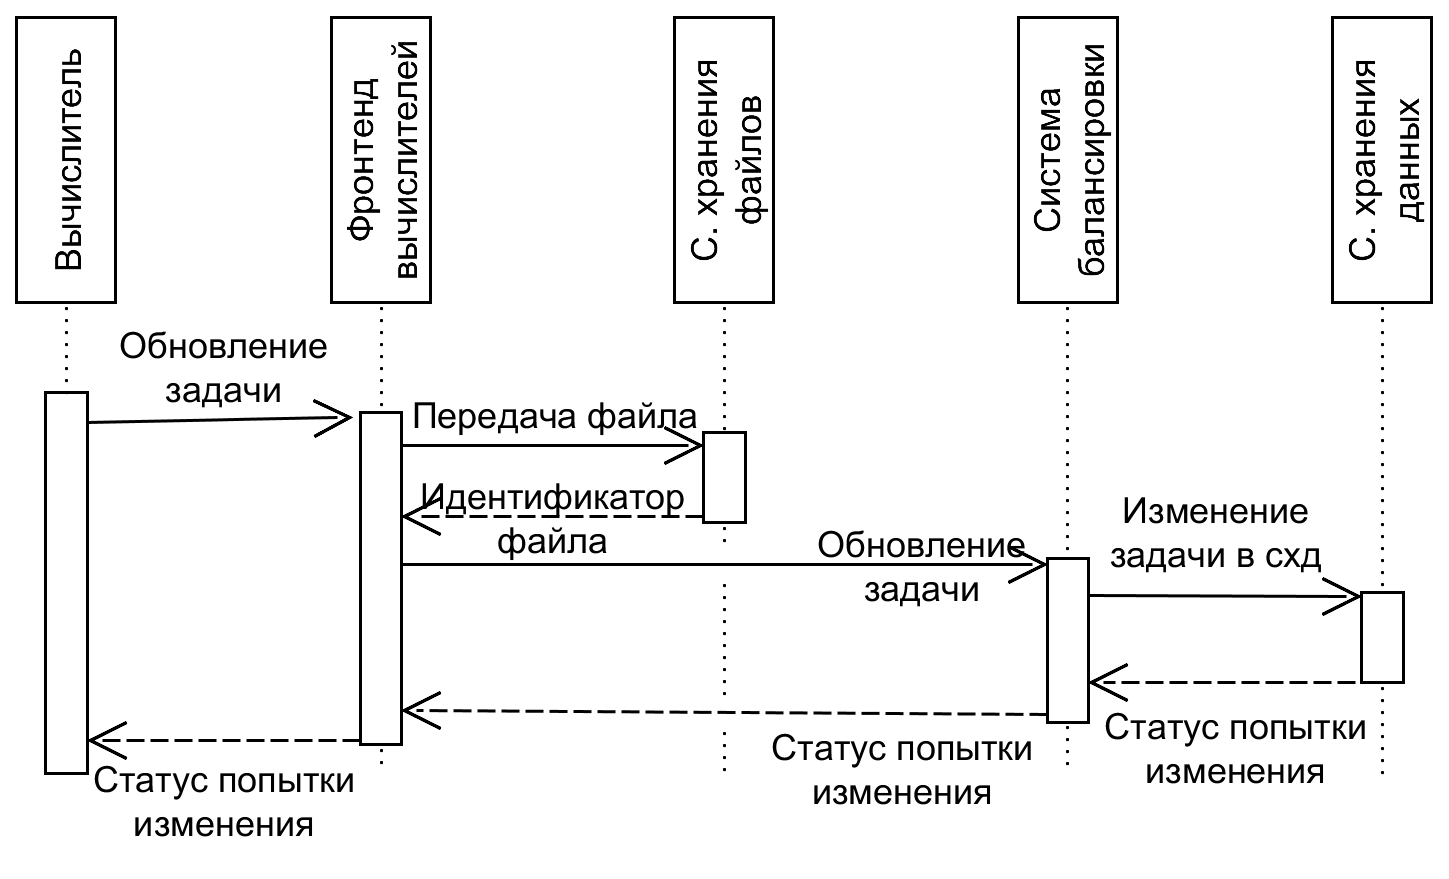 Вычислитель
Фронтенд
вычислителей
С. хранения
файлов
Система
балансировки
С. хранения
данных
Обновление
задачи
Передача файла
Идентификатор
файла
Обновление
задачи
Изменение
задачи в схд
Статус попытки
изменения
Статус попытки
изменения
Статус попытки
изменения